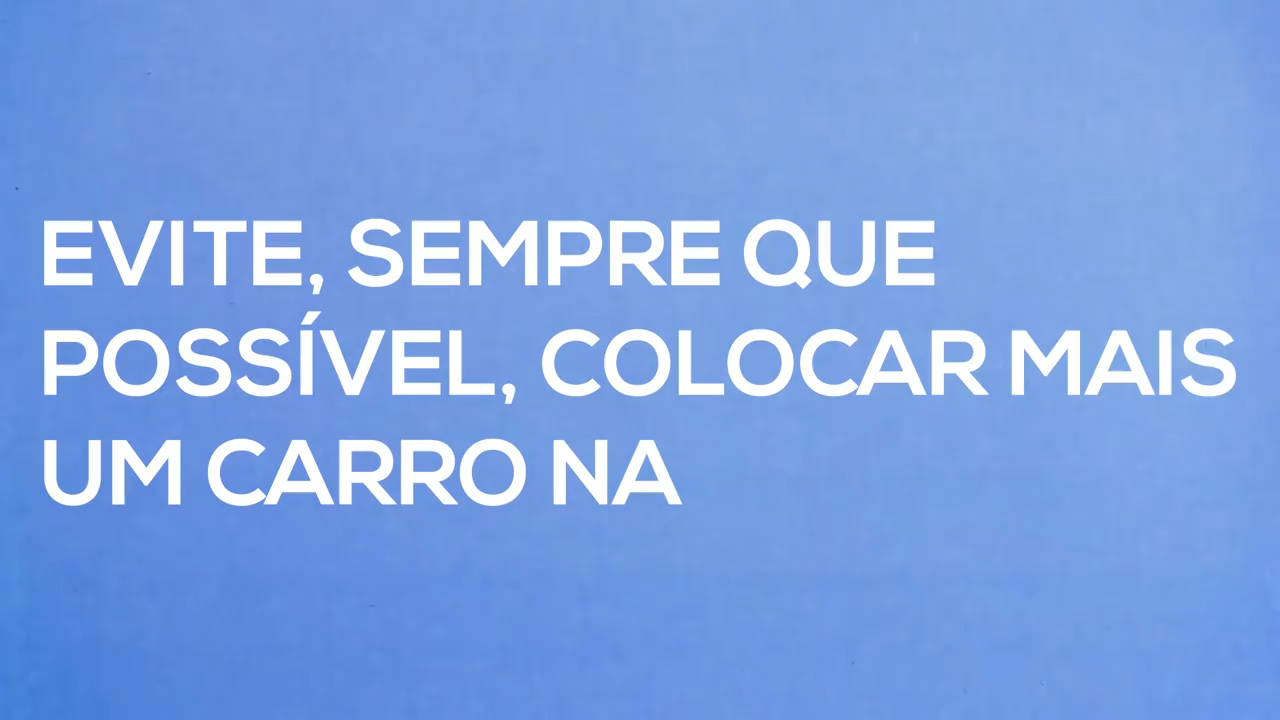 EVITE, SEMPRE QUE
POSSÍVEL, COLOCAR MAIS
UM CARRO NA